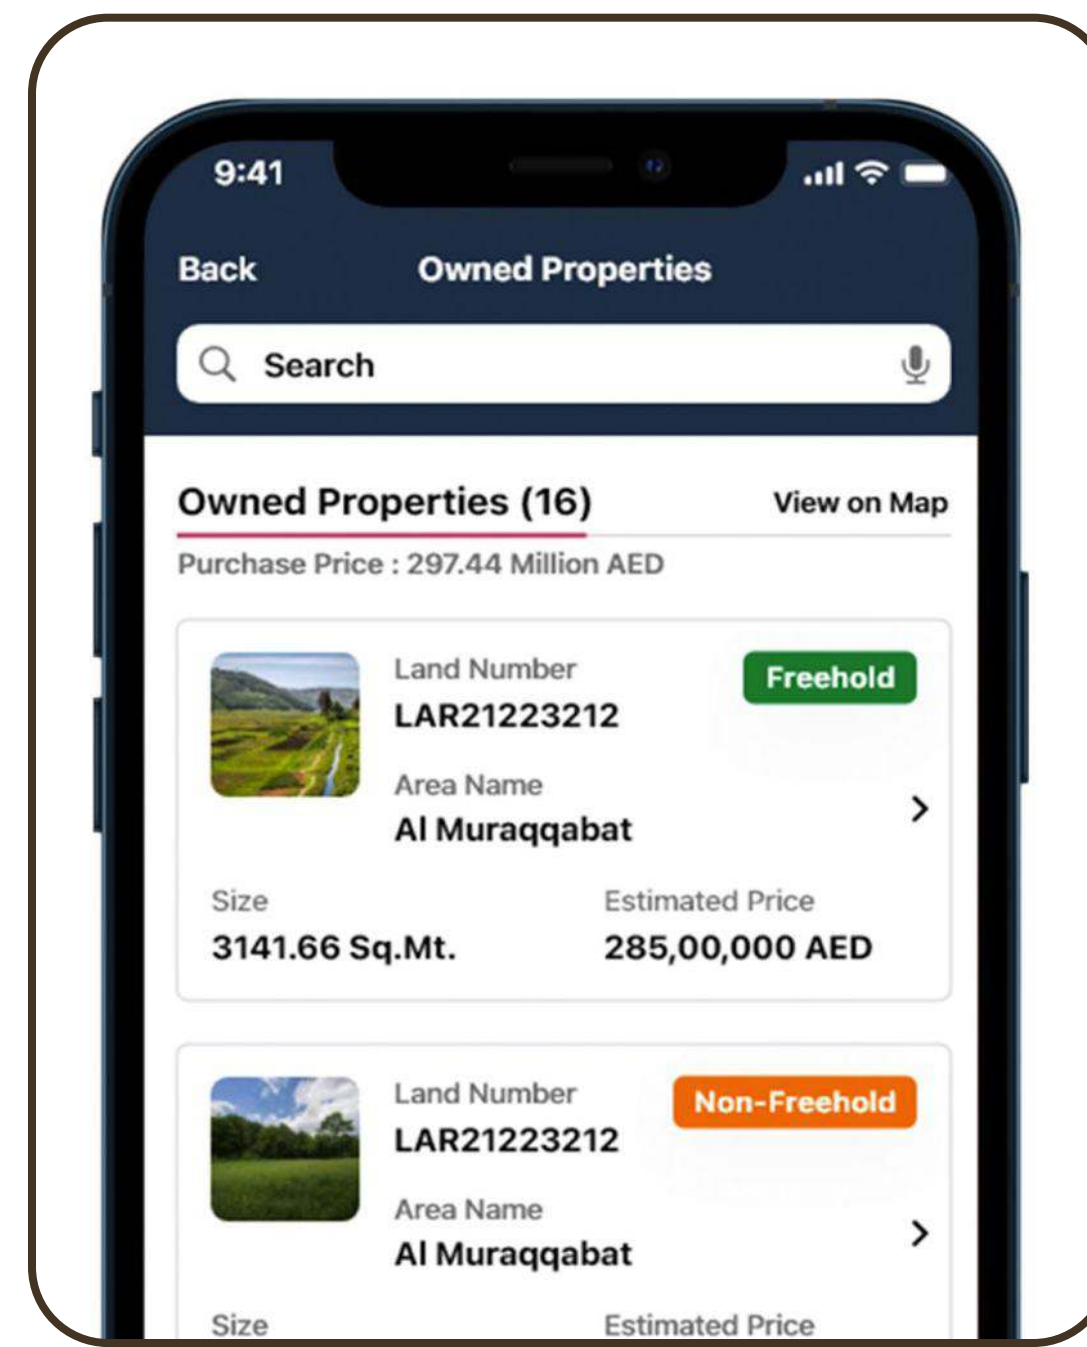 9:41
Back Owned Properties
Search
Owned Properties (16) View on Map
Purchase Price : 297.44 Million AED
Land Number Freehold
LAR21223212
Area Name
Al Muraqqabat
Size Estimated Price
3141.66 Sq.Mt. 285,00,000 AED
Land Number Non-Freehold
LAR21223212
Area Name
Al Muraqqabat
Size Estimated Price